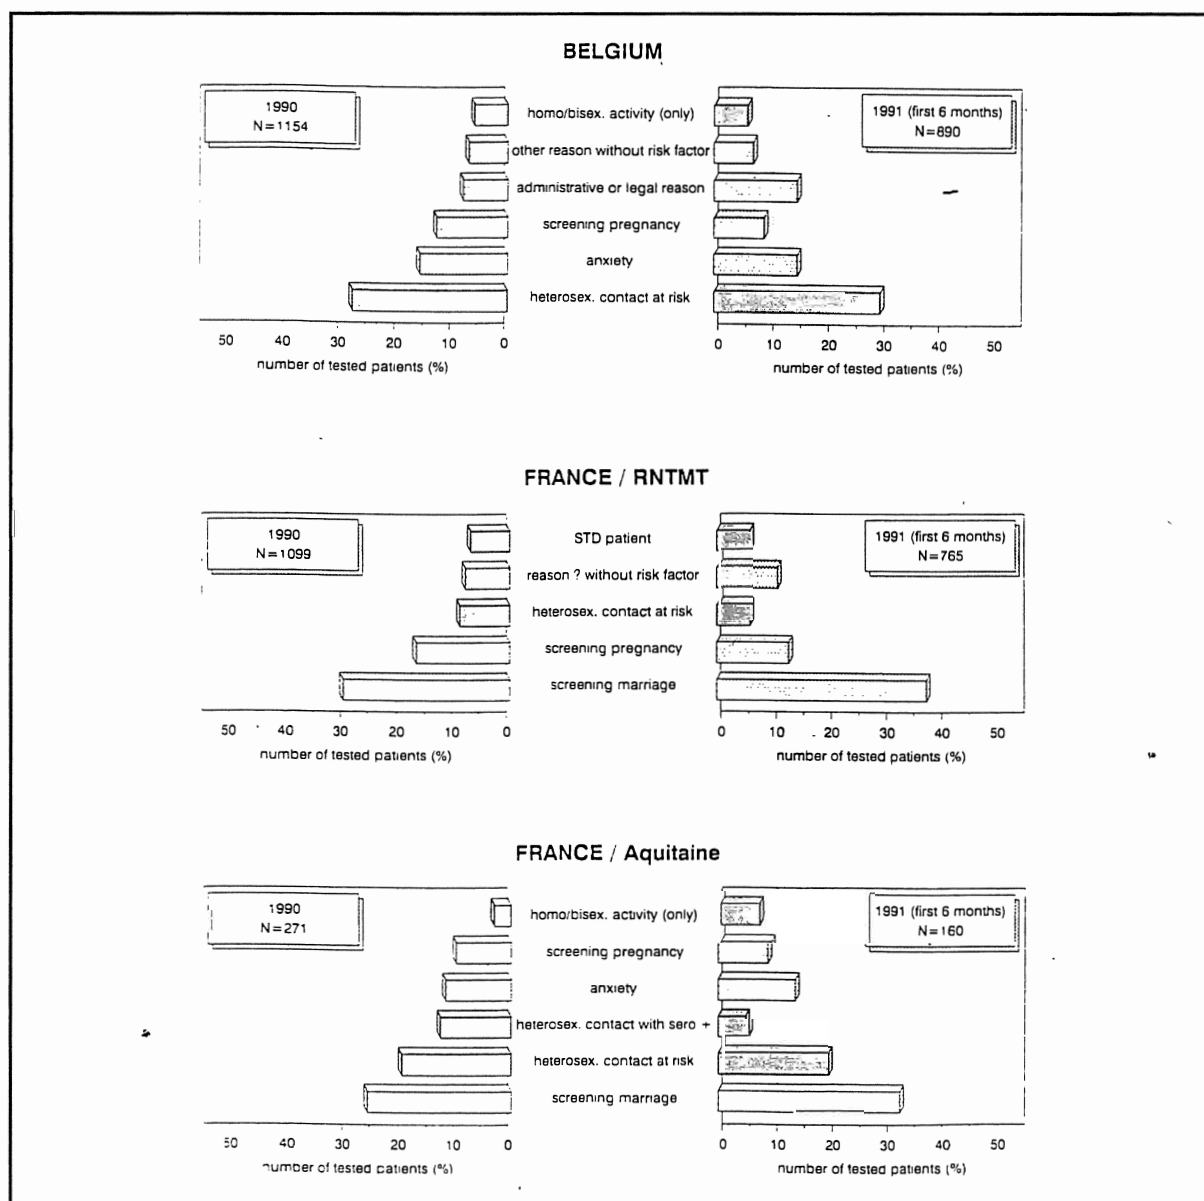 BELGIUM
1990
N=1154
homo/bisex. activity (only)
other reason without risk factor
administrative or legal reason
screening pregnancy
anxiety
heterosex. contact at risk
1991 (first 6 months)
N=890
50 40 30 20 10 0
number of tested patients (%)
0 10 20 30 40 50
number of tested patients (%)
FRANCE / RNTMT
1990
N=1099
STD patient
reason ? without risk factor
heterosex. contact at risk
screening pregnancy
screening marriage
1991 (first 6 months)
N=765
50 40 30 20 10 0
number of tested patients (%)
0 10 20 30 40 50
number of tested patients (%)
FRANCE / Aquitaine
1990
N=271
homo/bisex. activity (only)
screening pregnancy
anxiety
heterosex. contact with sero +
heterosex. contact at risk
screening marriage
1991 (first 6 months)
N=160
50 40 30 20 10 0
number of tested patients (%)
0 10 20 30 40 50
number of tested patients (%)